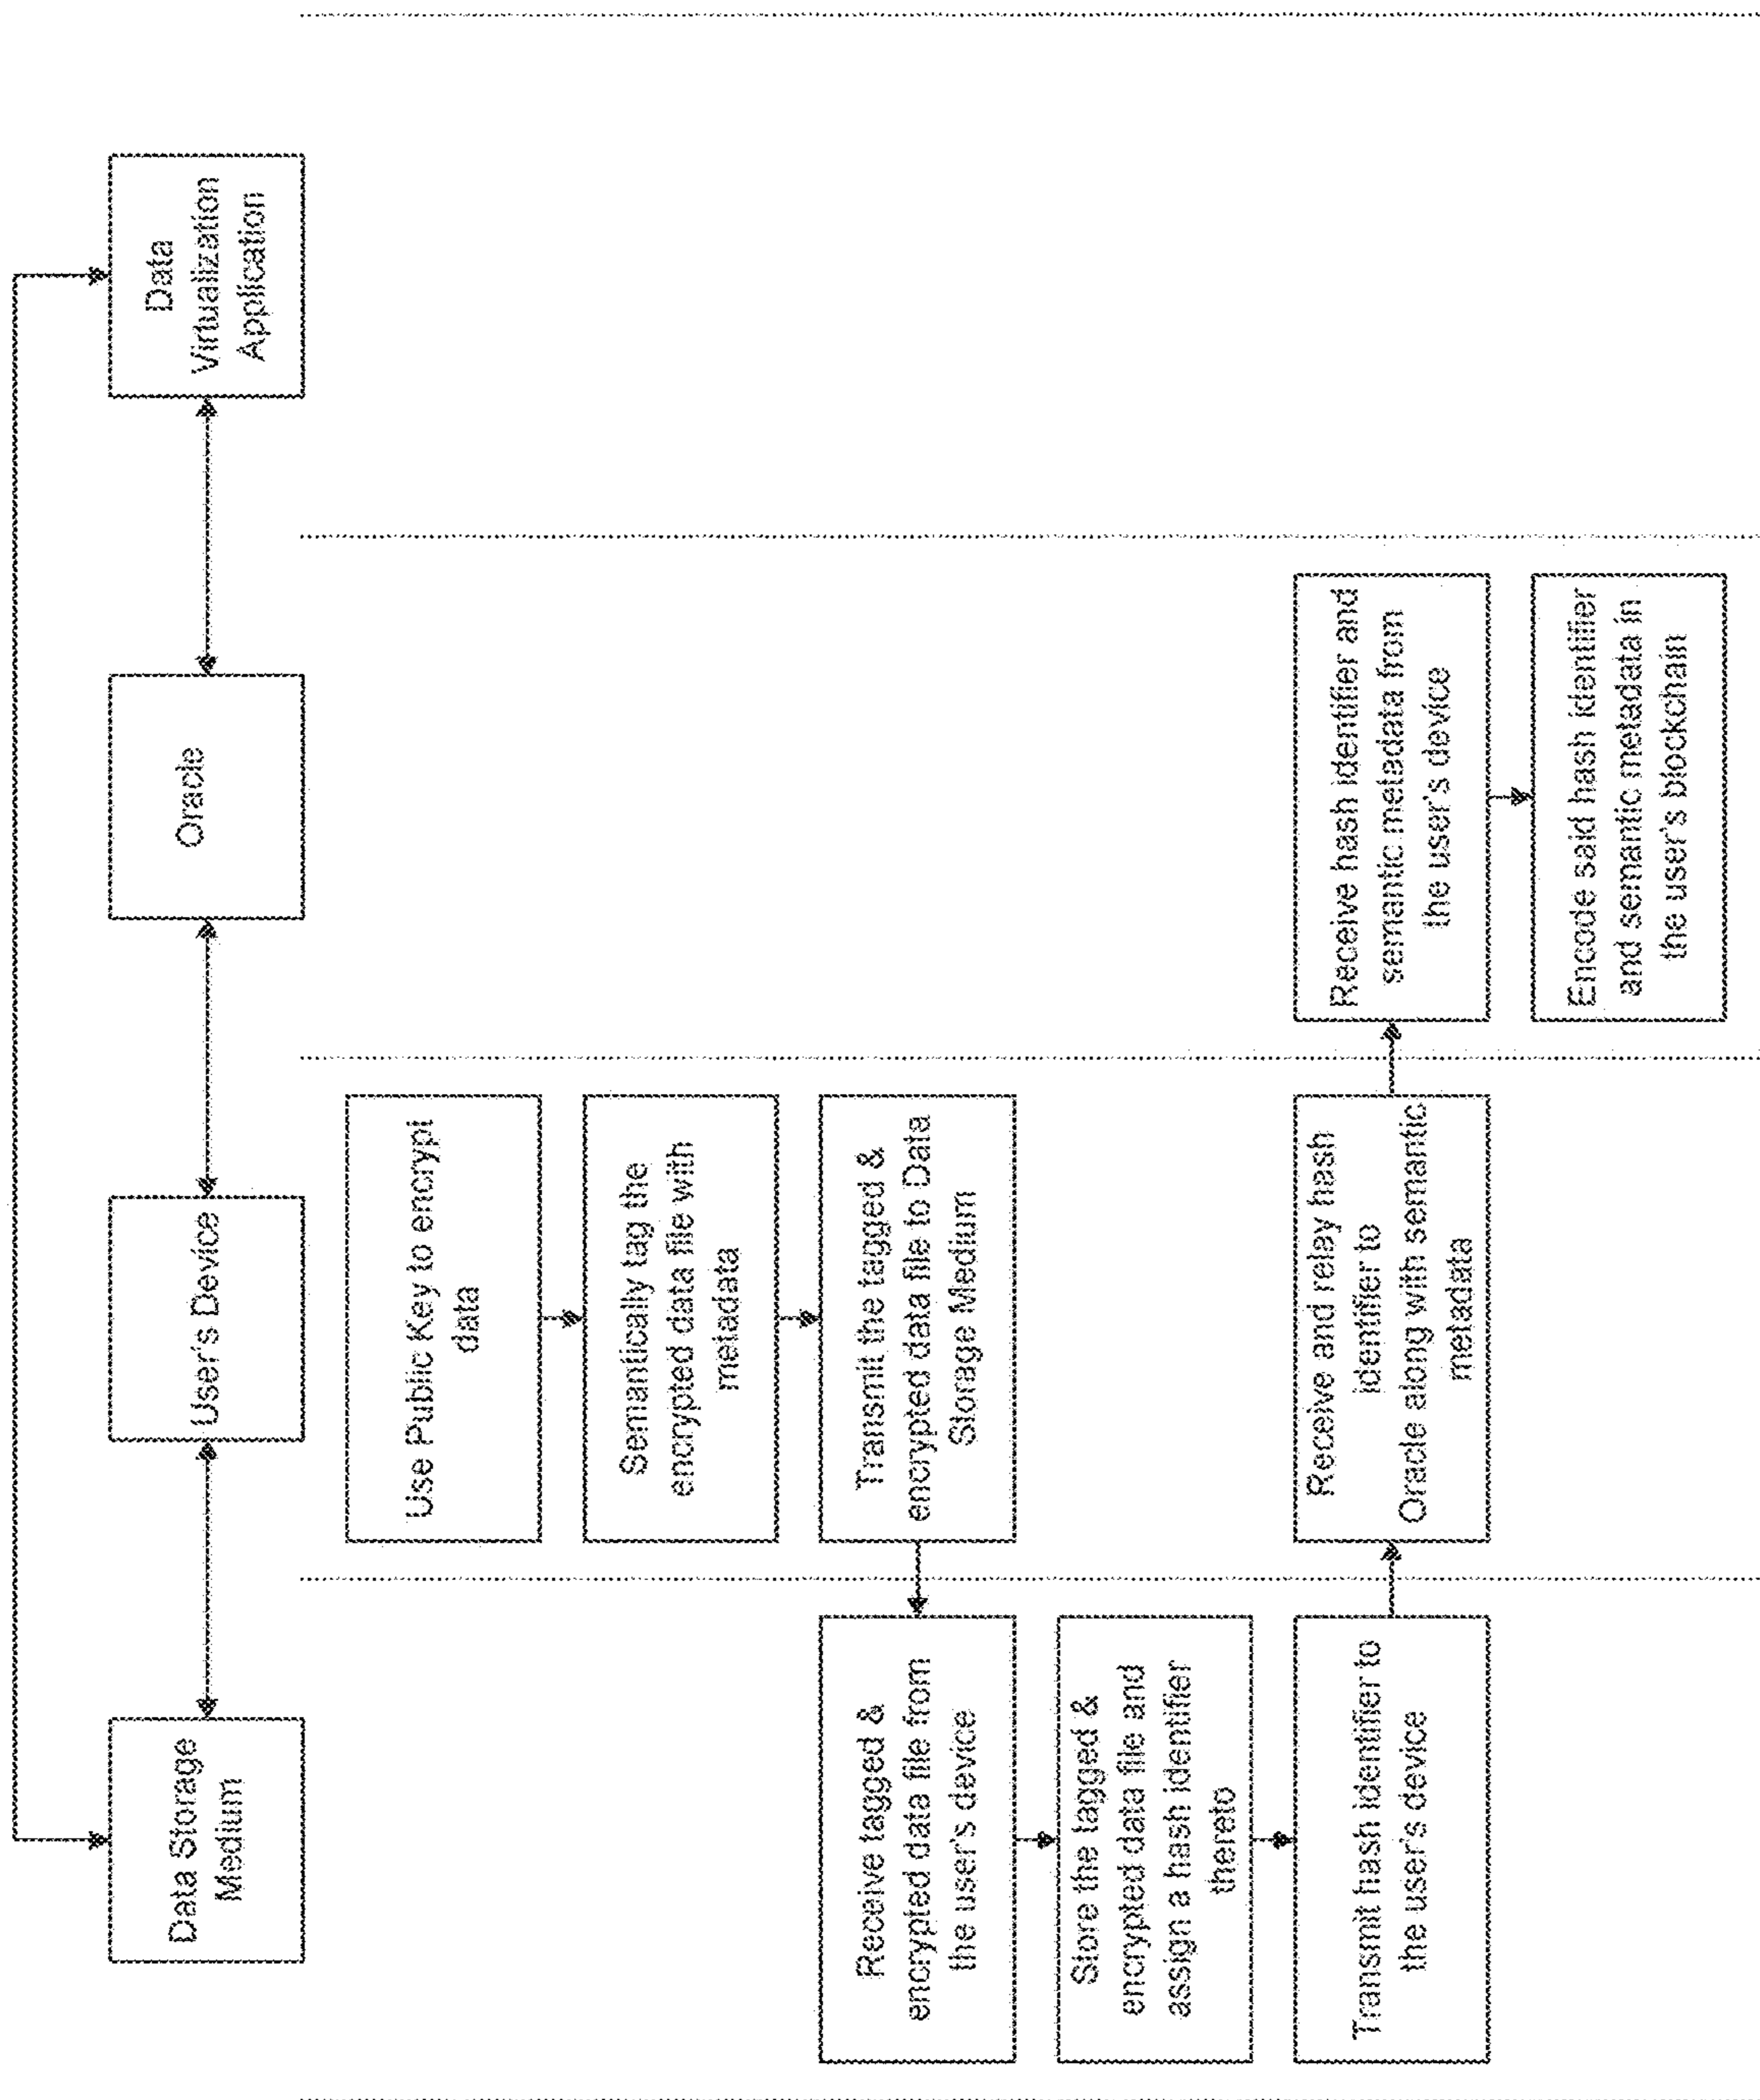 Data Storage
Medium
User's Device
Oracle
Data
Virtualization
Application
Use Public Key to encrypt
data
Semantically tag the
encrypted data file with
metadata
Transmit the tagged &
encrypted data file to Data
Storage Medium
Receive tagged &
encrypted data file from
the user's device
Store the tagged &
encrypted data file and
assign a hash identifier
thereto
Transmit hash identifier to
the user's device
Receive and relay hash
identifier to
Oracle along with semantic
metadata
Receive hash identifier and
semantic metadata from
the user's device
Encode said hash identifier
and semantic metadata in
the user's blockchain